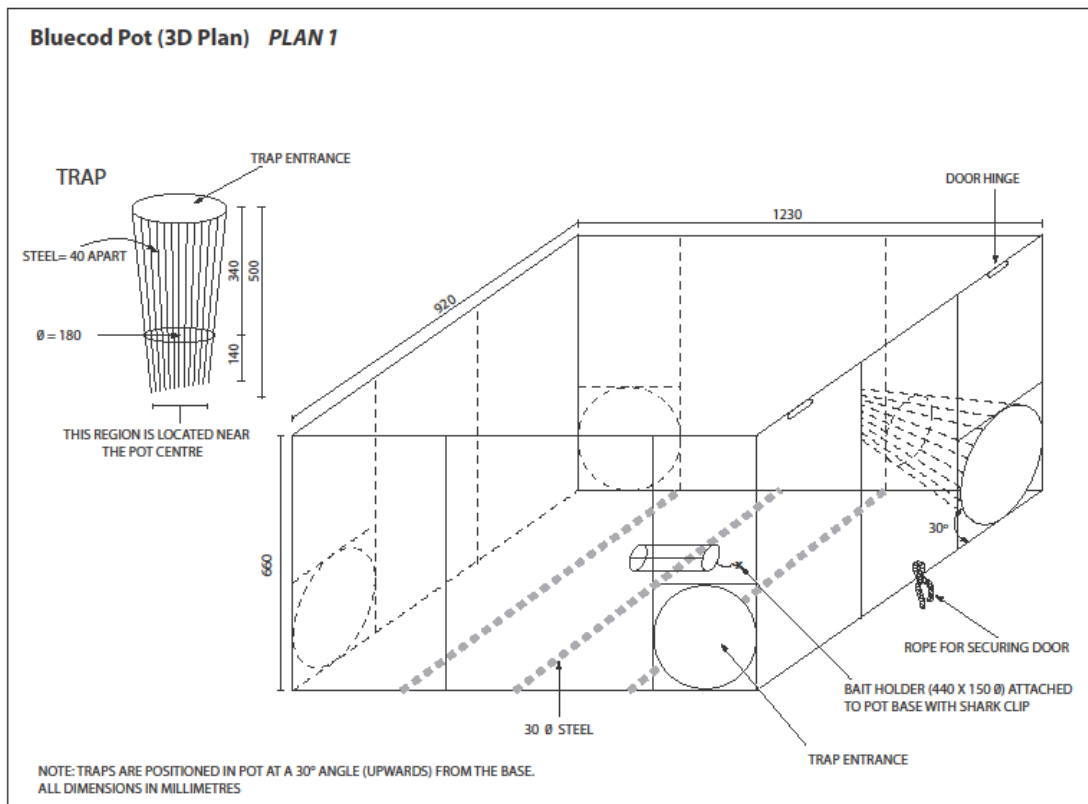 Bluecod Pot (3D Plan) PLAN 1
TRAP
TRAP ENTRANCE
STEEL= 40 APART
340
500
Ø = 180
140
THIS REGION IS LOCATED NEAR
THE POT CENTRE
DOOR HINGE
1230
920
660
30º
ROPE FOR SECURING DOOR
BAIT HOLDER (440 X 150 Ø) ATTACHED
TO POT BASE WITH SHARK CLIP
30 Ø STEEL
TRAP ENTRANCE
NOTE: TRAPS ARE POSITIONED IN POT AT A 30º ANGLE (UPWARDS) FROM THE BASE.
ALL DIMENSIONS IN MILLIMETRES